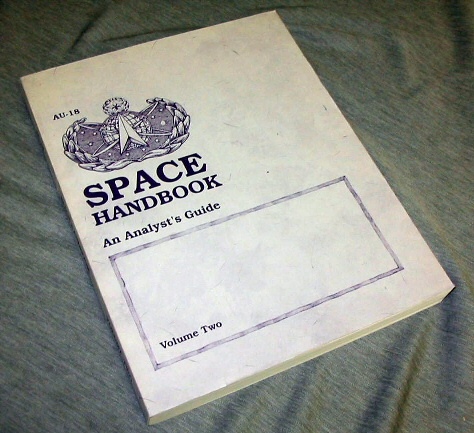 AU-18
SPACE
HANDBOOK
An Analyst's Guide
Volume Two